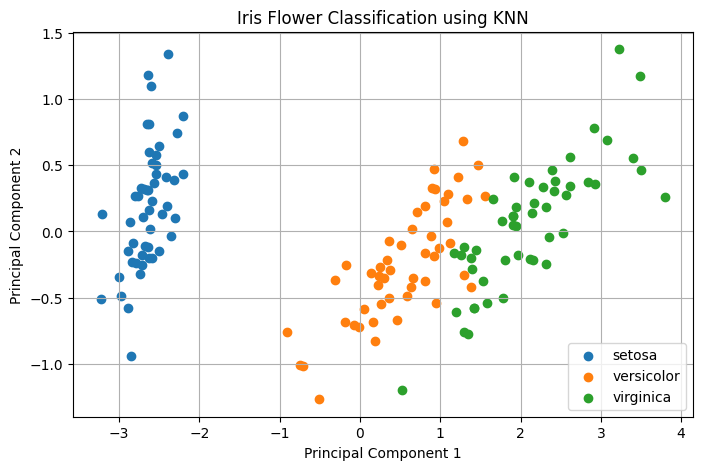 Iris Flower Classification using KNN
Principal Component 2
1.5
1.0
0.5
0.0
−0.5
−1.0
−3
−2
−1
0
1
2
3
4
Principal Component 1
setosa
versicolor
virginica